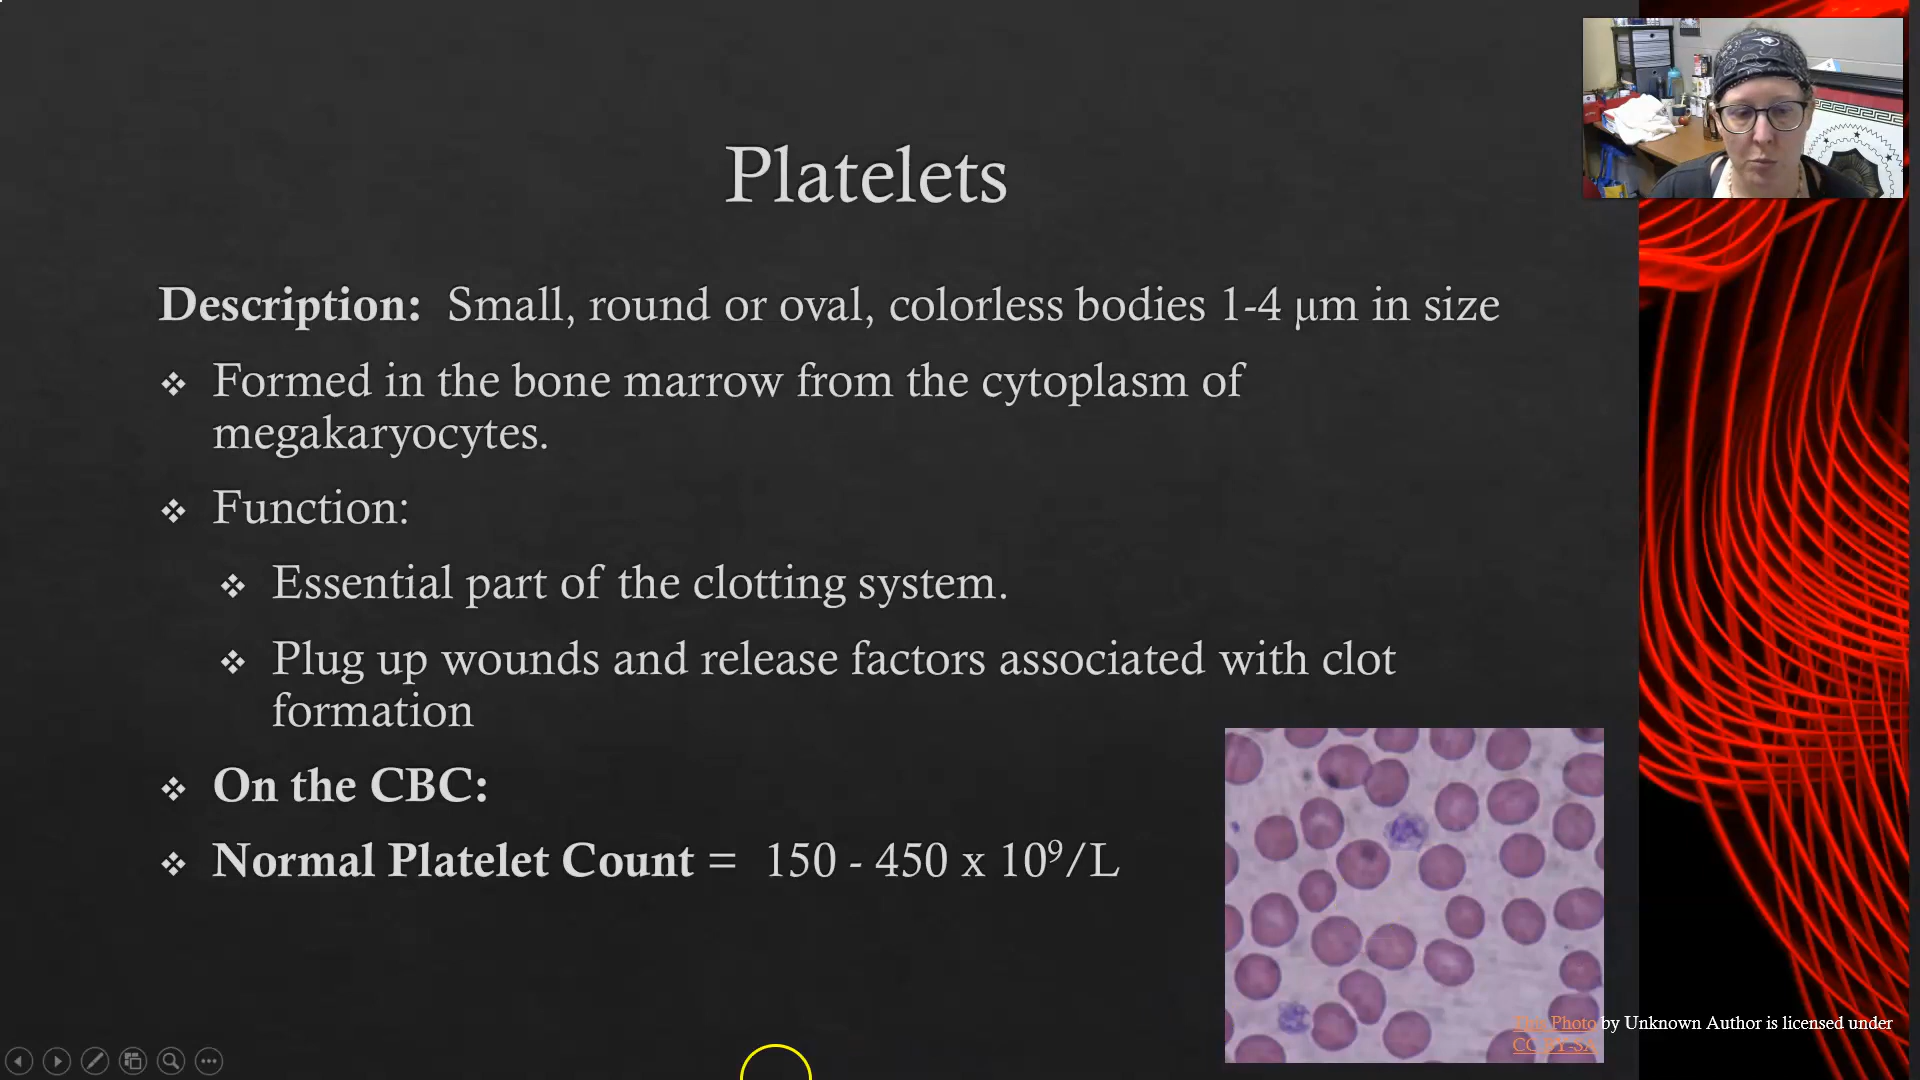 Platelets
Description: Small, round or oval, colorless bodies 1-4 μm in size
❖ Formed in the bone marrow from the cytoplasm of
megakaryocytes.
❖ Function:
❖ Essential part of the clotting system.
❖ Plug up wounds and release factors associated with clot
formation
❖ On the CBC:
❖ Normal Platelet Count = 150 - 450 x 10⁹/L
This Photo by Unknown Author is licensed under
CC BY-SA